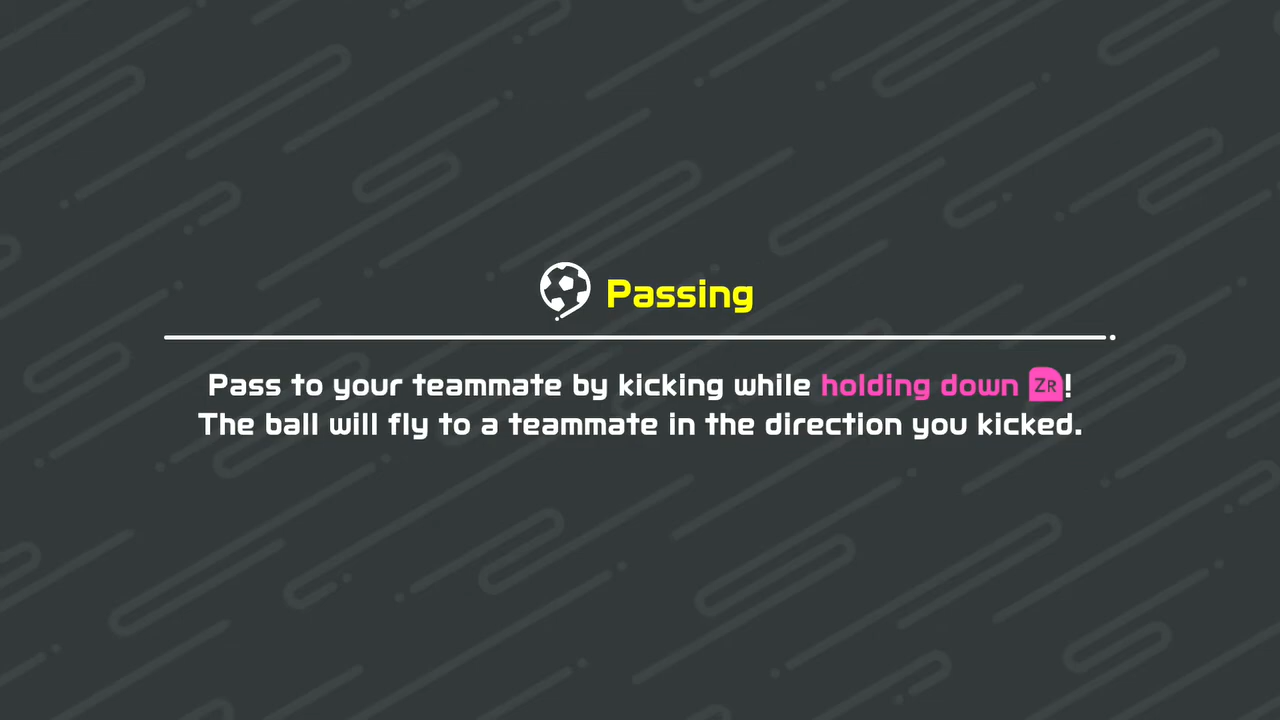 Passing
Pass to your teammate by kicking while holding down ZR!
The ball will fly to a teammate in the direction you kicked.